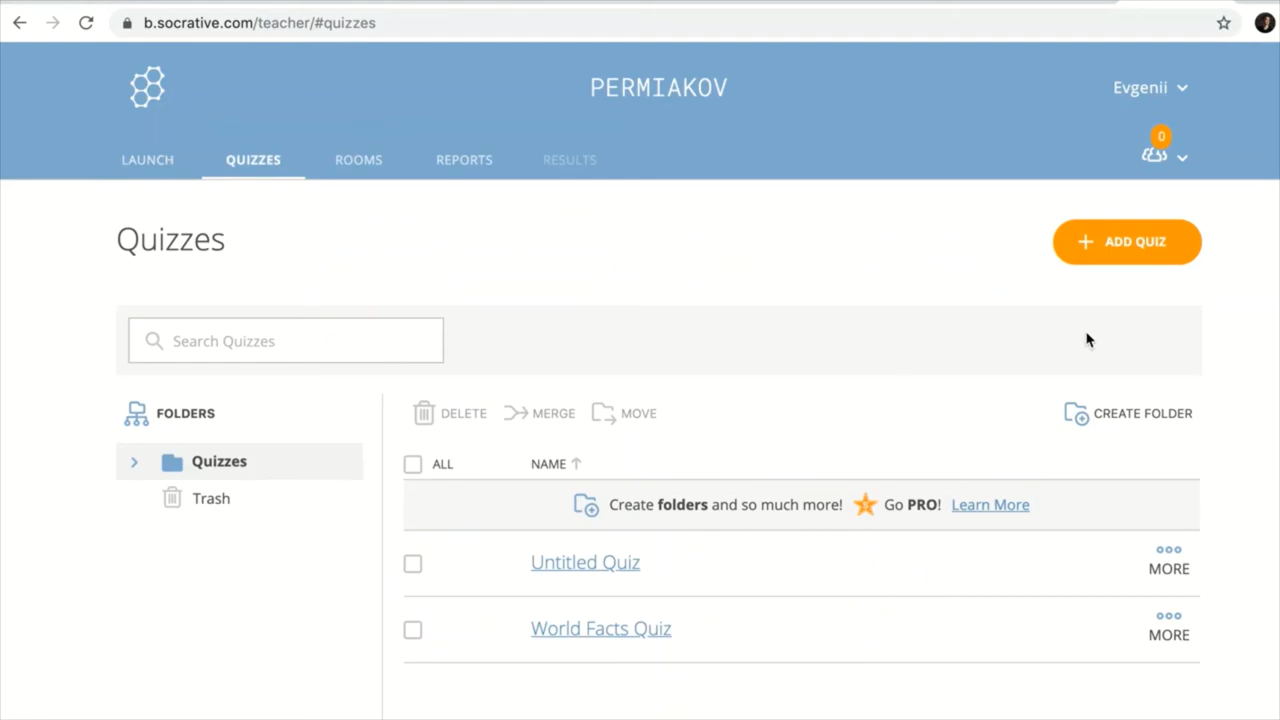 b.socrative.com/teacher/#quizzes
PERMIAKOV
Evgenii
0
LAUNCH QUIZZES ROOMS REPORTS RESULTS
Quizzes
+ ADD QUIZ
Search Quizzes
FOLDERS
Quizzes
Trash
DELETE MERGE MOVE CREATE FOLDER
ALL NAME
Create folders and so much more! Go PRO! Learn More
Untitled Quiz MORE
World Facts Quiz MORE